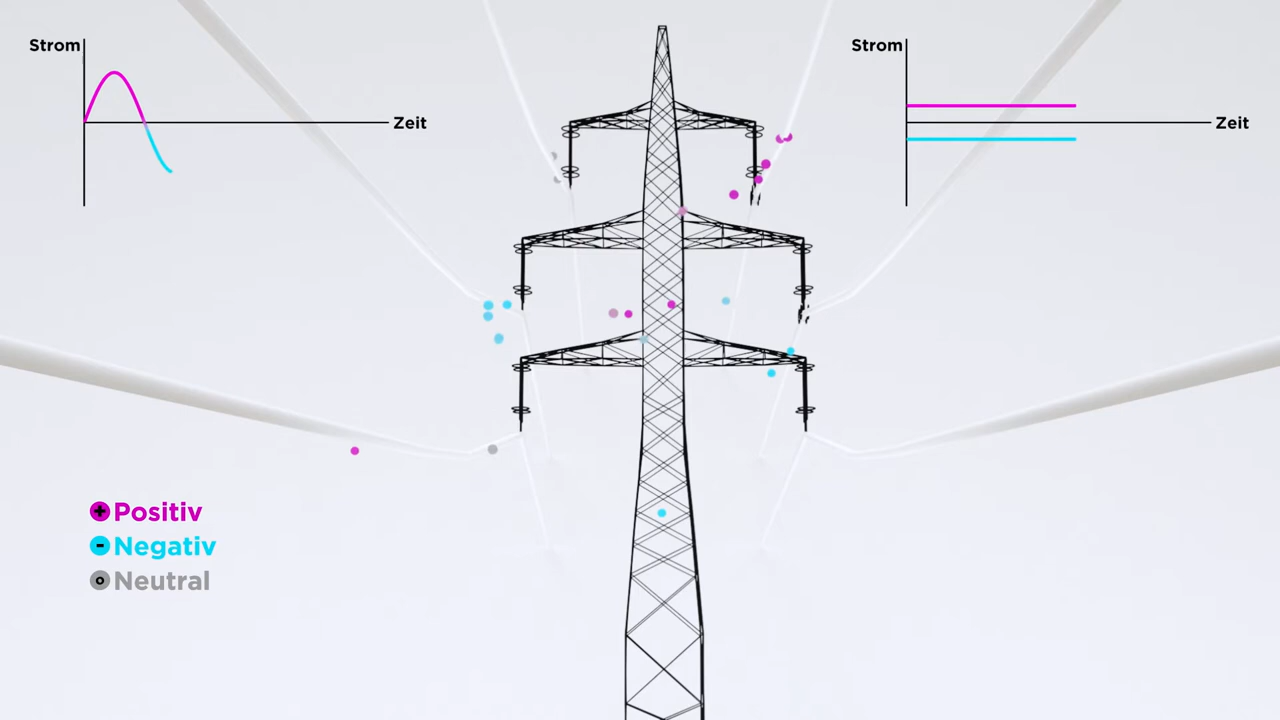 Strom
Zeit
Strom
Zeit
Positiv
Negativ
Neutral